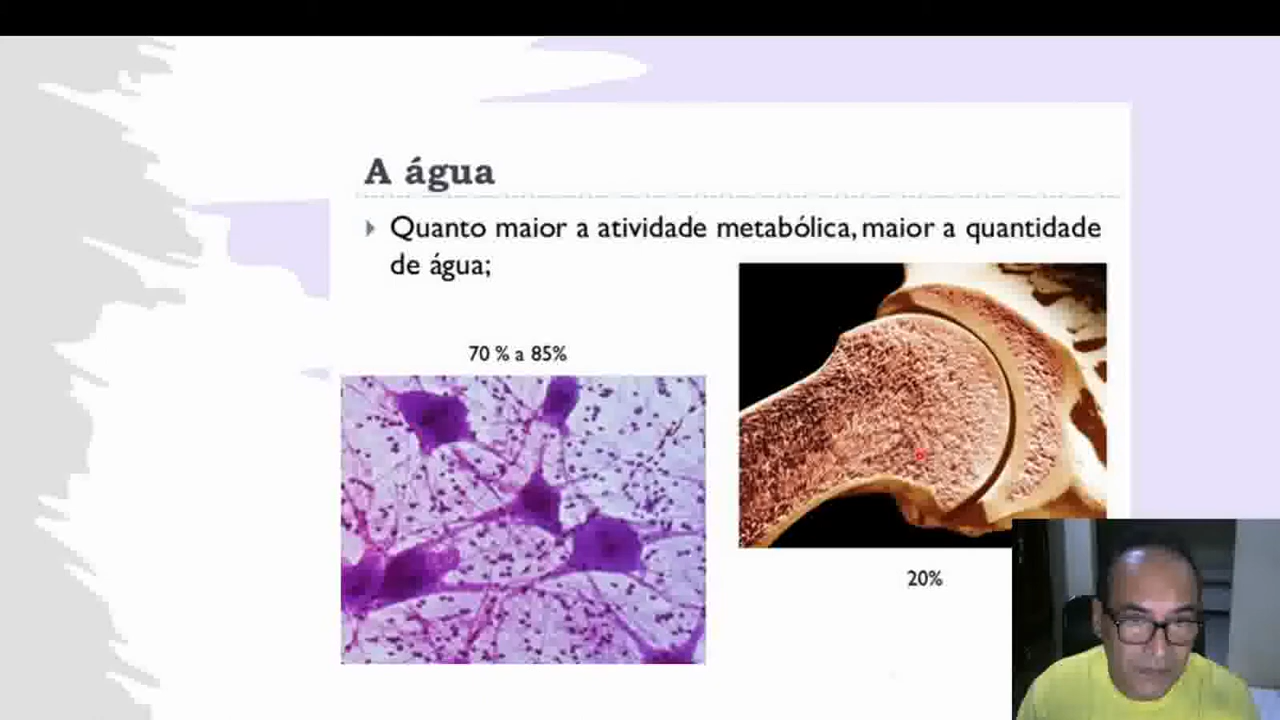 A água
Quanto maior a atividade metabólica, maior a quantidade
de água;
70 % a 85%
20%